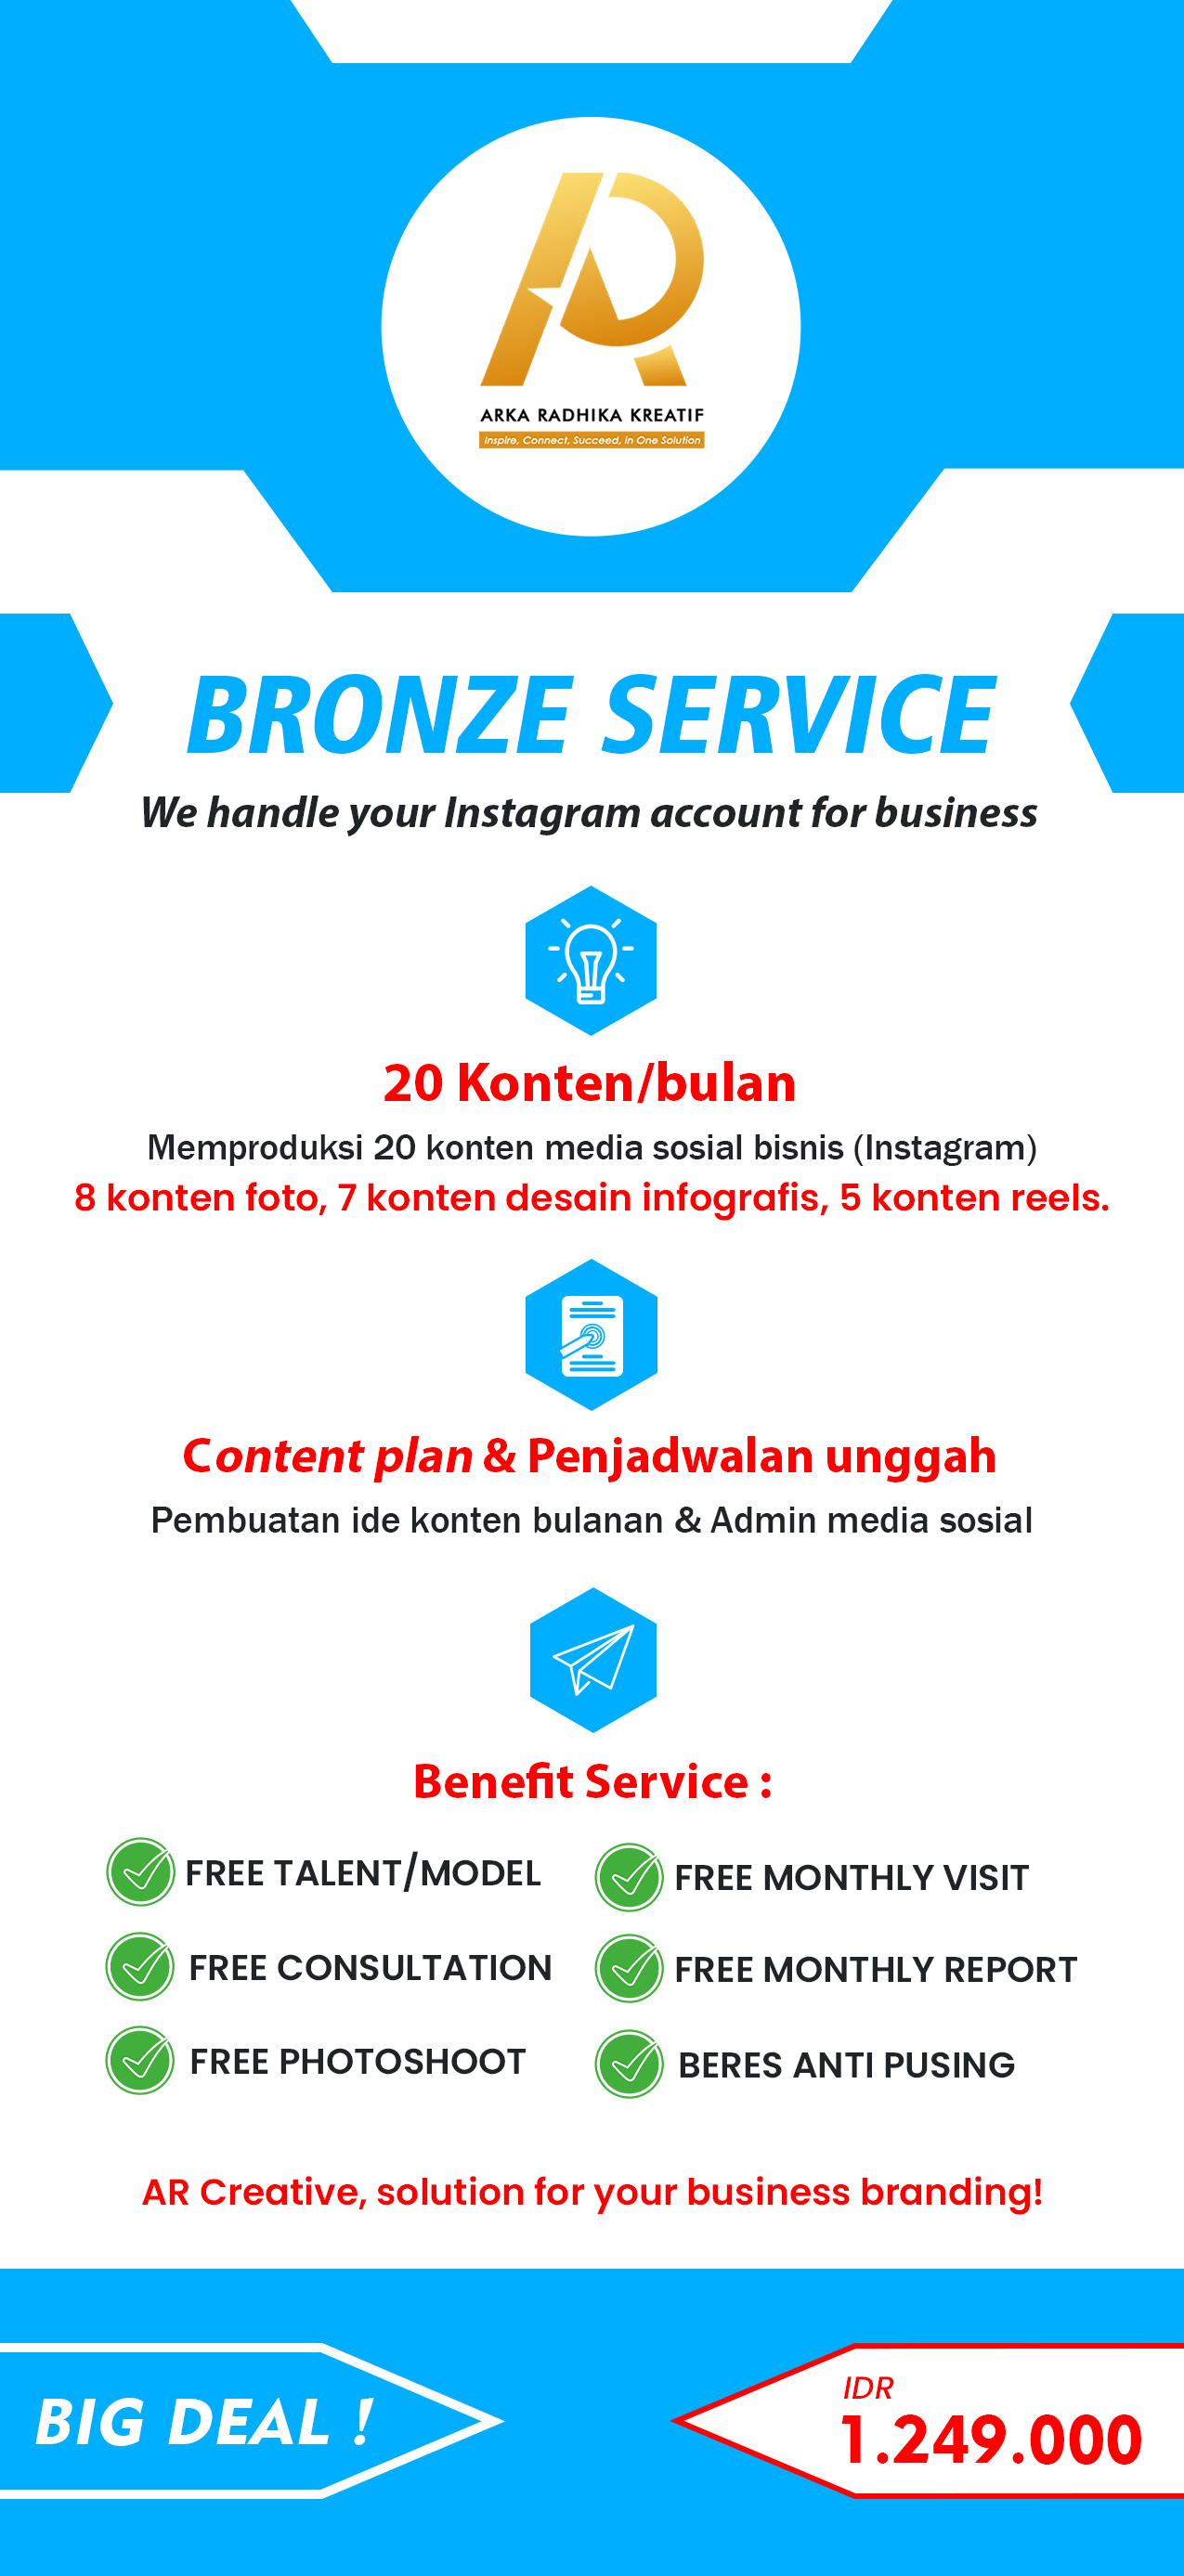 ARKA RADHIKA KREATIF
Inspire, Connect, Succeed, in One Solution
BRONZE SERVICE
We handle your Instagram account for business
20 Konten/bulan
Memproduksi 20 konten media sosial bisnis (Instagram)
8 konten foto, 7 konten desain infografis, 5 konten reels.
Content plan & Penjadwalan unggah
Pembuatan ide konten bulanan & Admin media sosial
Benefit Service :
FREE TALENT/MODEL
FREE MONTHLY VISIT
FREE CONSULTATION
FREE MONTHLY REPORT
FREE PHOTOSHOOT
BERES ANTI PUSING
AR Creative, solution for your business branding!
BIG DEAL !
IDR
1.249.000